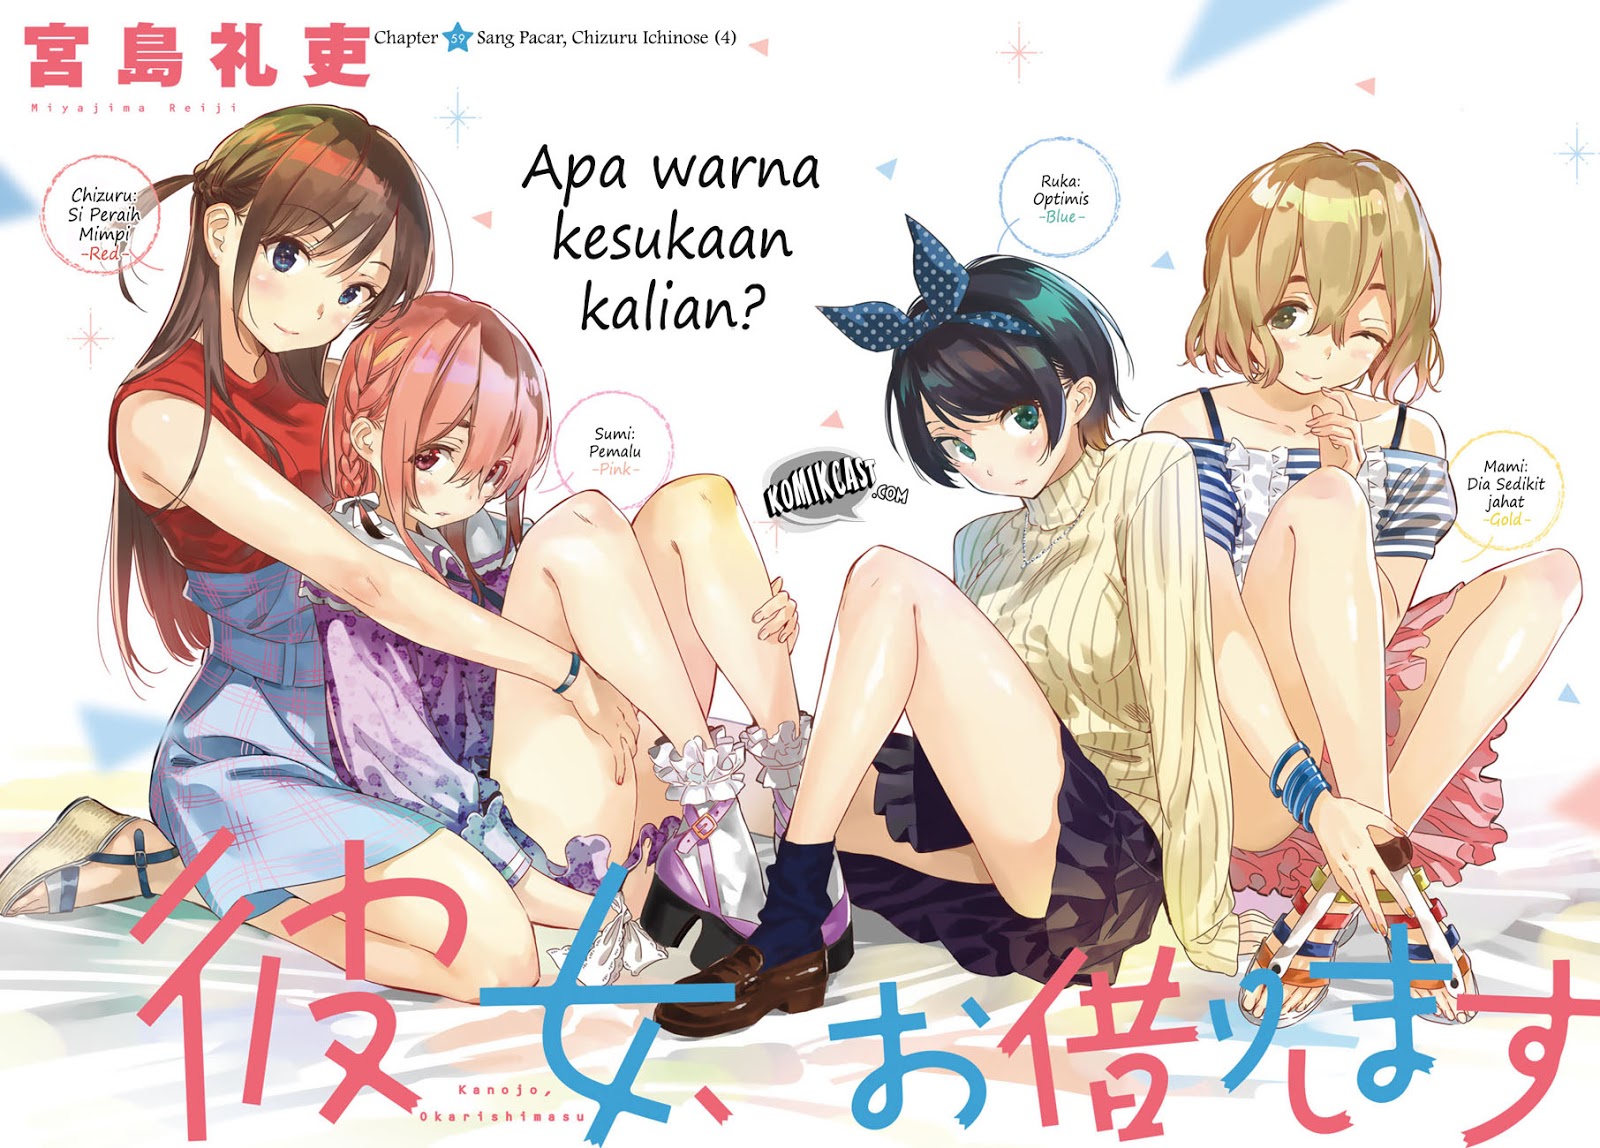 宮島礼吏
Miyajima Reiji
Chapter 59 Sang Pacar, Chizuru Ichinose (4)
Chizuru:
Si Peraih
Mimpi
-Red-
Apa warna
kesukaan
kalian?
Ruka:
Optimis
-Blue-
Sumi:
Pemalu
-Pink-
KOMIKCAST
.COM
Mami:
Dia Sedikit
jahat
-Gold-
彼女、お借りします
Kanojo,
Okarishimasu